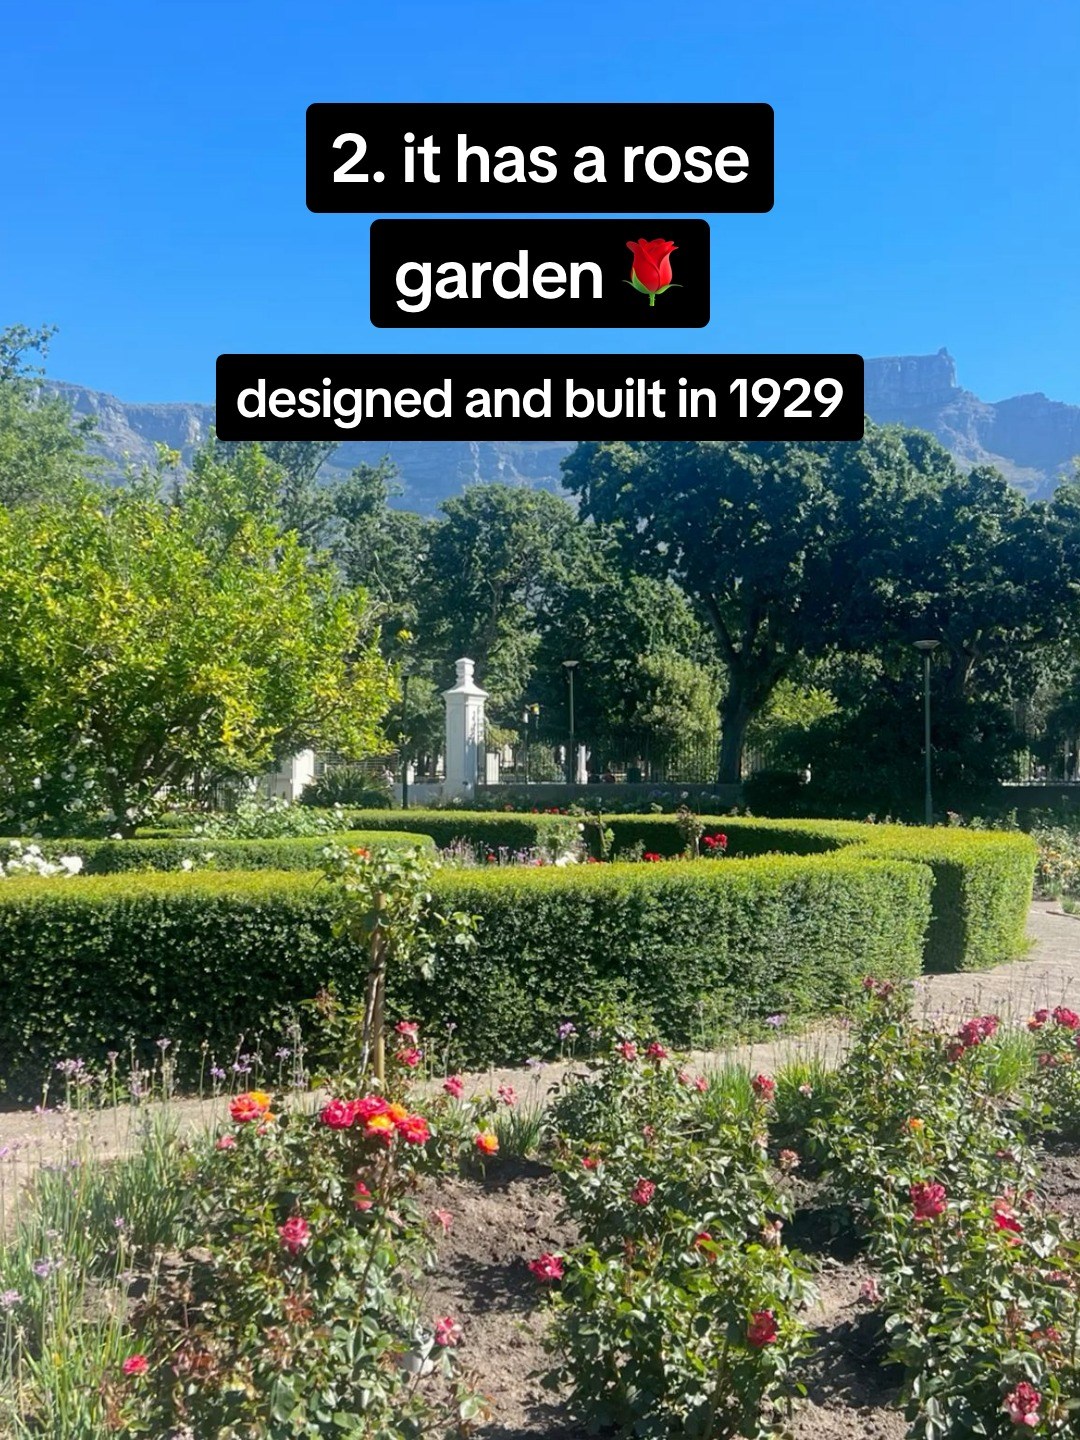 2. it has a rose
garden 🌹
designed and built in 1929